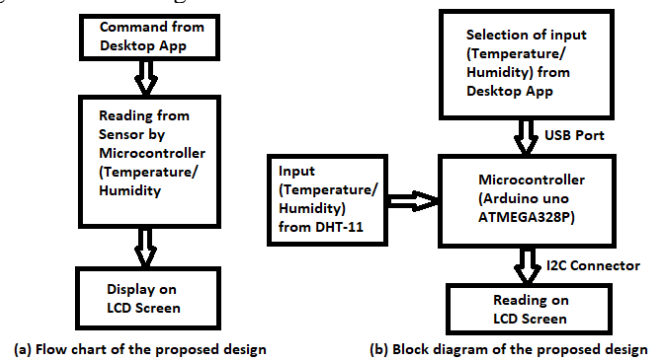 Command from
Desktop App
Reading from
Sensor by
Microcontroller
(Temperature/
Humidity
Display on
LCD Screen
(a) Flow chart of the proposed design
Selection of input
(Temperature/
Humidity) from
Desktop App
USB Port
Input
(Temperature/
Humidity)
from DHT-11
Microcontroller
(Arduino uno
ATMEGA328P)
I2C Connector
Reading on
LCD Screen
(b) Block diagram of the proposed design